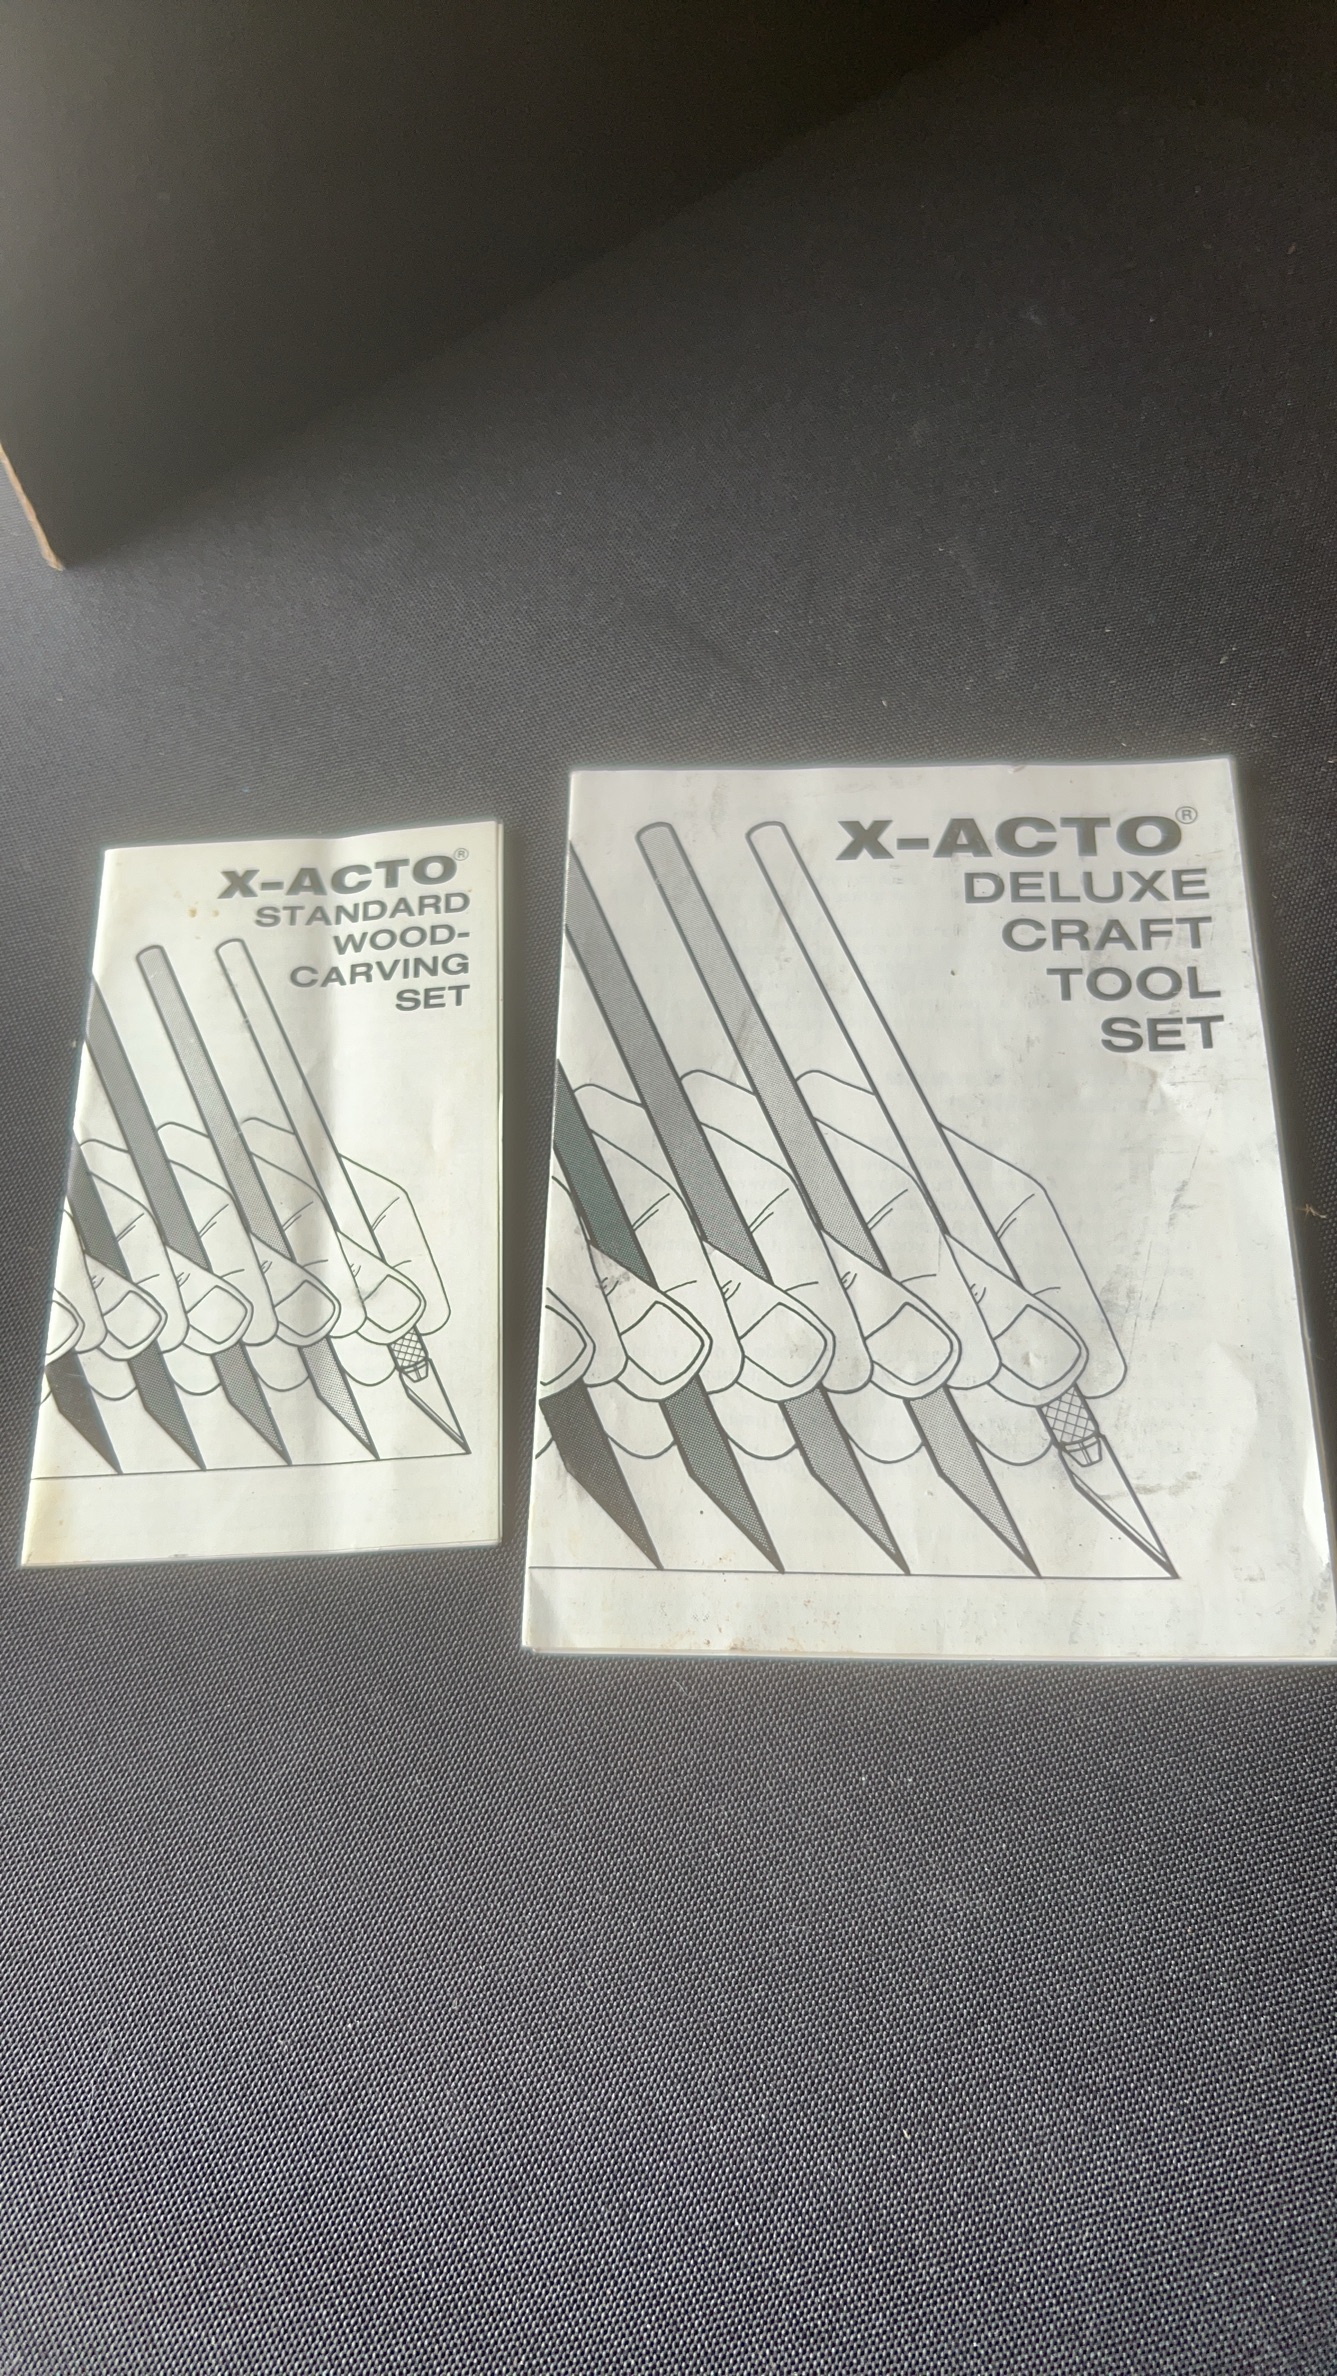 X-ACTO®
STANDARD
WOOD-
CARVING
SET
X-ACTO®
DELUXE
CRAFT
TOOL
SET